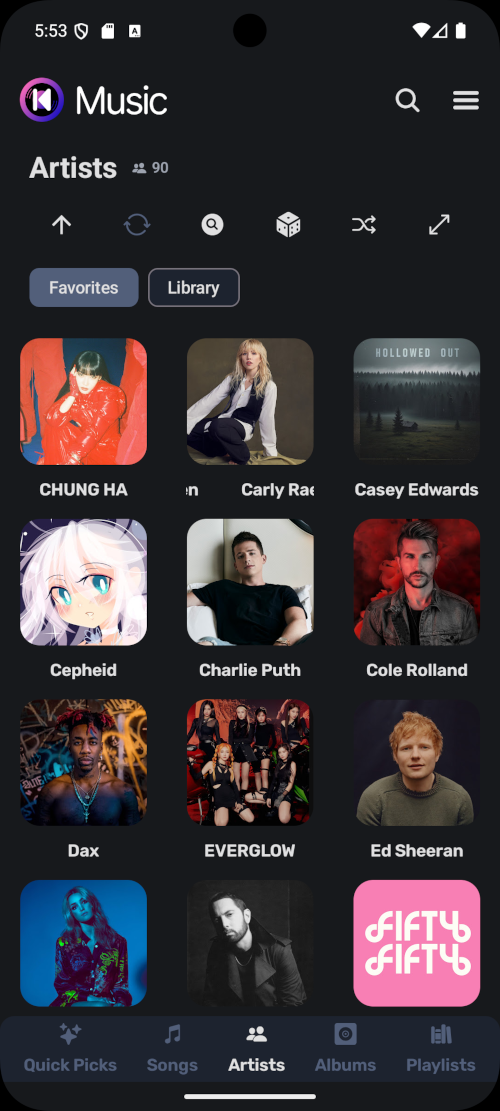 5:53
A
Music
Artists 90
Favorites Library
HOLLOWED OUT
CHUNG HA en Carly Rae Casey Edwards
Cepheid Charlie Puth Cole Rolland
Dax EVERGLOW Ed Sheeran
FIFTY
FIFTY
Quick Picks Songs Artists Albums Playlists